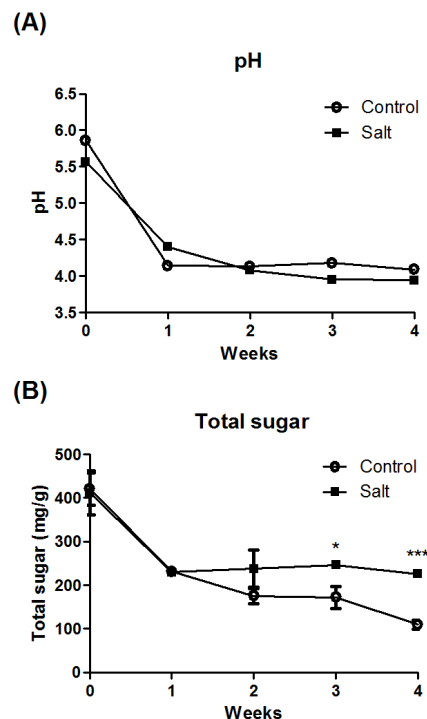 (A)
pH
6.5
6.0
5.5
5.0
4.5
4.0
3.5
pH
Control
Salt
0 1 2 3 4
Weeks
(B)
Total sugar
500
400
300
200
100
0
Total sugar (mg/g)
Control
Salt
*
***
0 1 2 3 4
Weeks